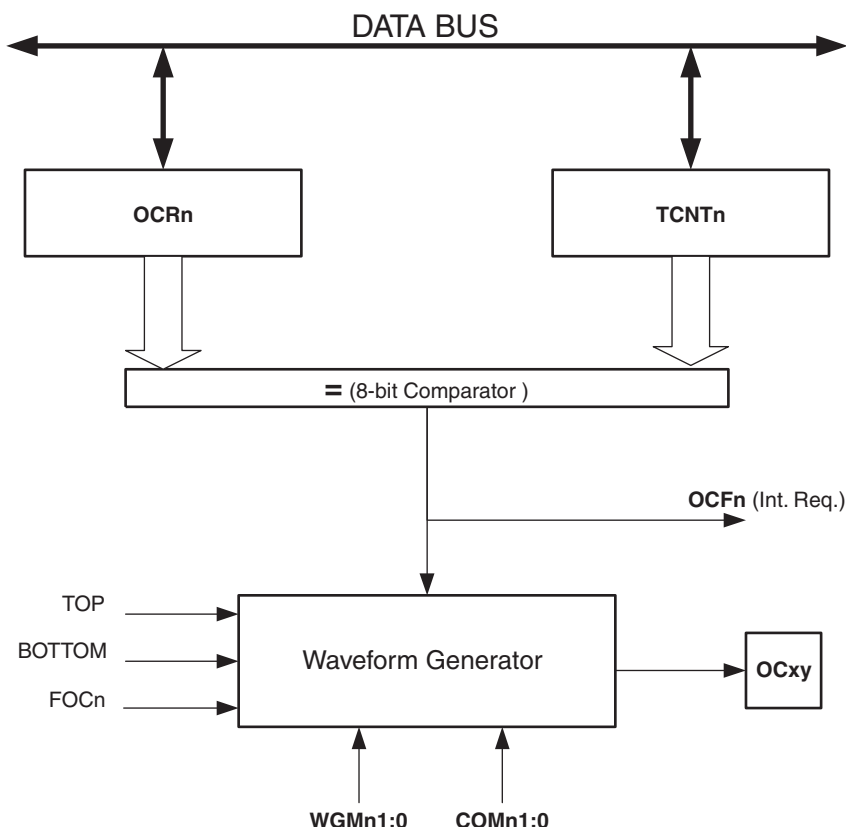 DATA BUS
OCRn
TCNTn
= (8-bit Comparator )
OCFn (Int. Req.)
TOP
BOTTOM
FOCn
Waveform Generator
OCxy
WGMn1:0
COMn1:0